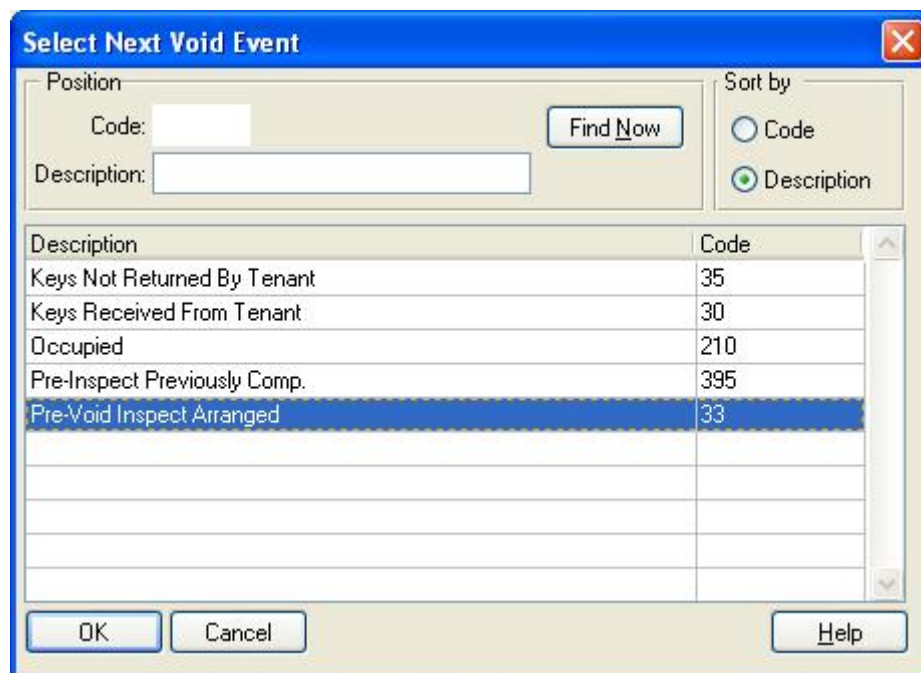 Select Next Void Event
Position
Sort by
Code:
Find Now
Code
Description:
Description
Description Code
Keys Not Returned By Tenant 35
Keys Received From Tenant 30
Occupied 210
Pre-Inspect Previously Comp. 395
Pre-Void Inspect Arranged 33
OK Cancel Help